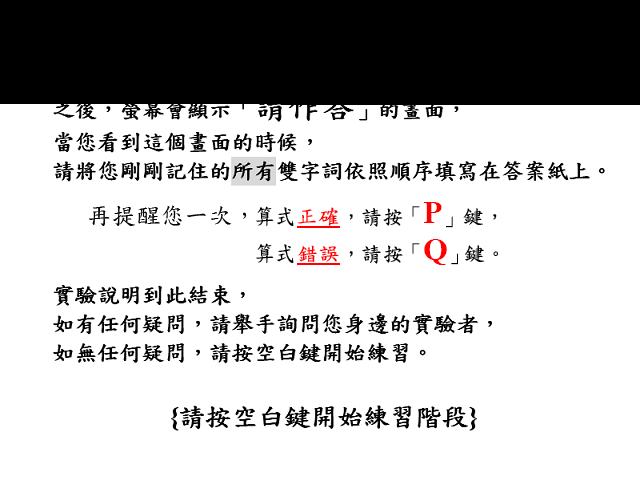 之後，螢幕會顯示「請作答」的畫面，
當您看到這個畫面的時候，
請將您剛剛記住的所有雙字詞依照順序填寫在答案紙上。
再提醒您一次，算式正確，請按「P」鍵，
算式錯誤，請按「Q」鍵。
實驗說明到此結束，
如有任何疑問，請舉手詢問您身邊的實驗者，
如無任何疑問，請按空白鍵開始練習。
{請按空白鍵開始練習階段}